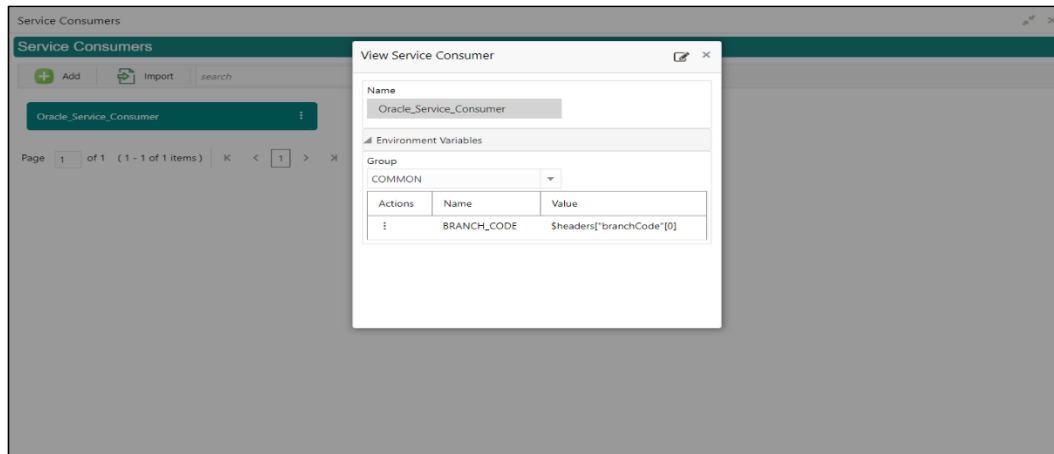 Service Consumers
Service Consumers
Add Import search
Oracle_Service_Consumer
Page 1 of 1 (1 - 1 of 1 items) K < 1 > >|
View Service Consumer ×
Name
Oracle_Service_Consumer
Environment Variables
Group
COMMON
Actions Name Value
BRANCH_CODE $headers["branchCode"[0]